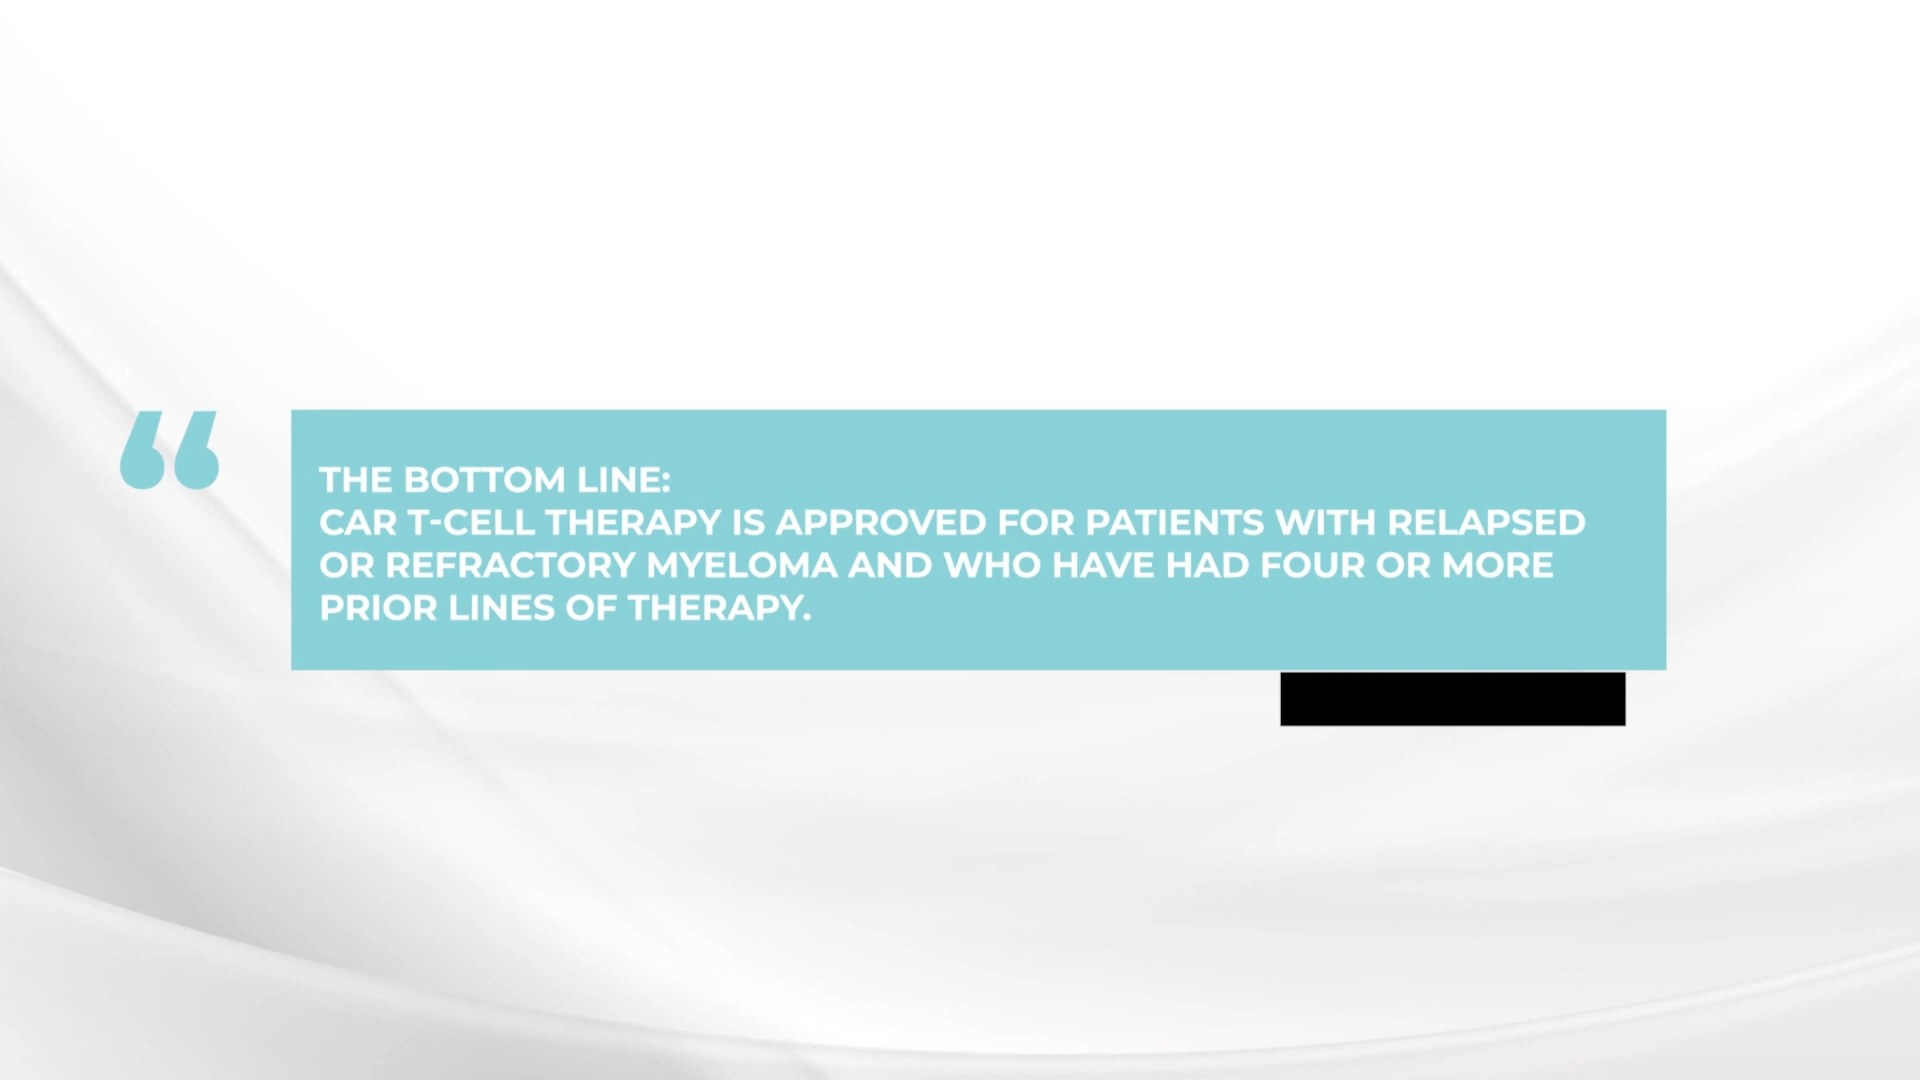 “
THE BOTTOM LINE:
CAR T-CELL THERAPY IS APPROVED FOR PATIENTS WITH RELAPSED
OR REFRACTORY MYELOMA AND WHO HAVE HAD FOUR OR MORE
PRIOR LINES OF THERAPY.